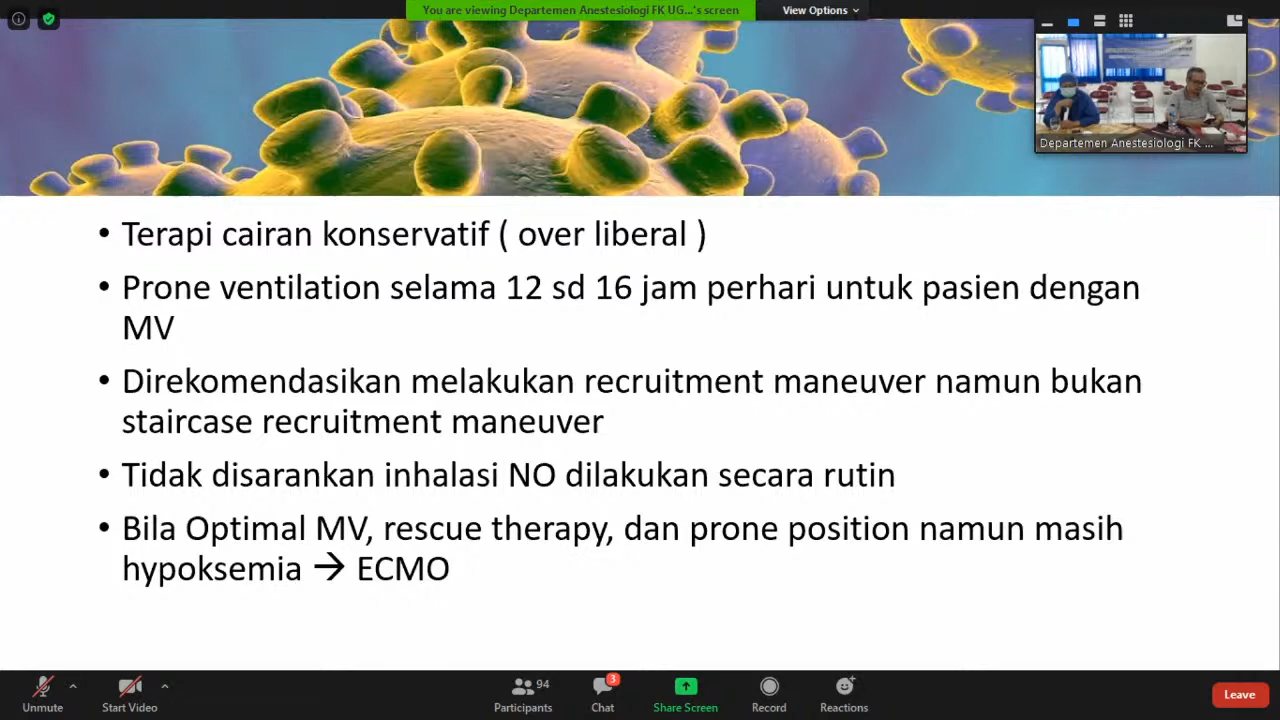 You are viewing Departemen Anestesiologi FK UG...'s screen
View Options
Departemen Anestesiologi FK ...
• Terapi cairan konservatif ( over liberal )
• Prone ventilation selama 12 sd 16 jam perhari untuk pasien dengan
MV
• Direkomendasikan melakukan recruitment maneuver namun bukan
staircase recruitment maneuver
• Tidak disarankan inhalasi NO dilakukan secara rutin
• Bila Optimal MV, rescue therapy, dan prone position namun masih
hypoksemia → ECMO
Unmute
Start Video
94
Participants
3
Chat
Share Screen
Record
Reactions
Leave